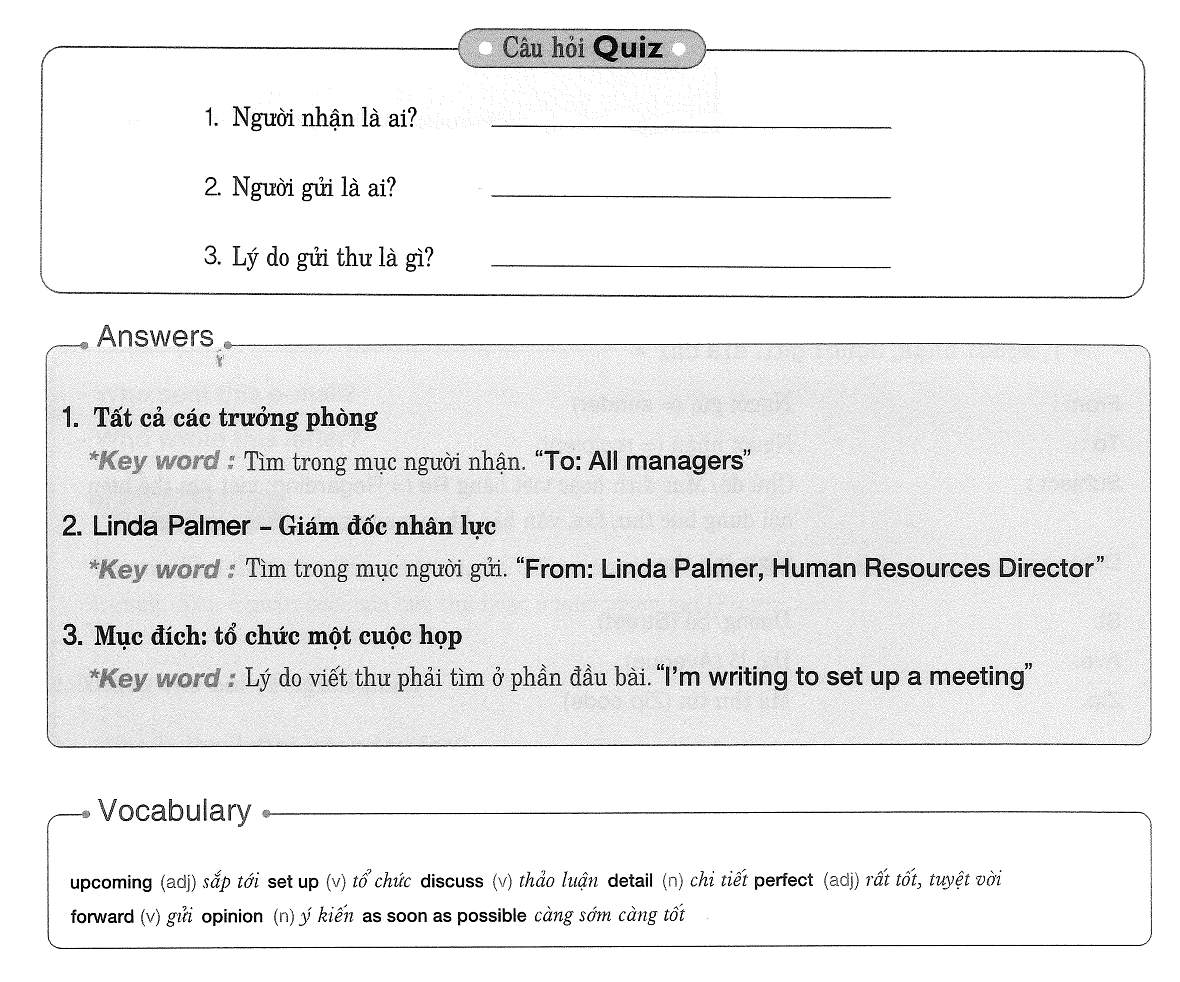 Câu hỏi Quiz
1. Người nhận là ai?
2. Người gửi là ai?
3. Lý do gửi thư là gì?
Answers
1. Tất cả các trưởng phòng
*Key word : Tìm trong mục người nhận. “To: All managers”
2. Linda Palmer – Giám đốc nhân lực
*Key word : Tìm trong mục người gửi. “From: Linda Palmer, Human Resources Director”
3. Mục đích: tổ chức một cuộc họp
*Key word : Lý do viết thư phải tìm ở phần đầu bài. “I’m writing to set up a meeting”
Vocabulary
upcoming (adj) sắp tới set up (v) tổ chức discuss (v) thảo luận detail (n) chi tiết perfect (adj) rất tốt, tuyệt vời
forward (v) gửi opinion (n) ý kiến as soon as possible càng sớm càng tốt